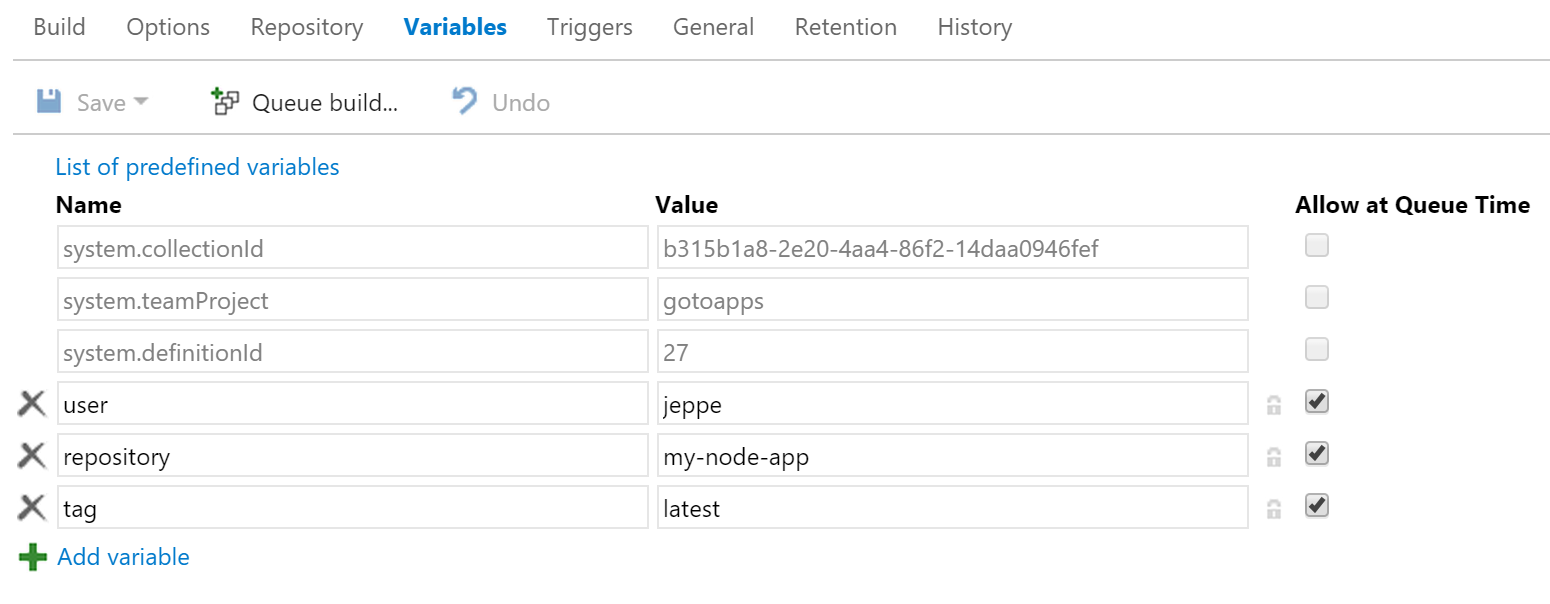 Build Options Repository Variables Triggers General Retention History
Save Queue build... Undo
List of predefined variables
Name Value Allow at Queue Time
system.collectionId b315b1a8-2e20-4aa4-86f2-14daa0946fef
system.teamProject gotoapps
system.definitionId 27
user jeppe
repository my-node-app
tag latest
Add variable